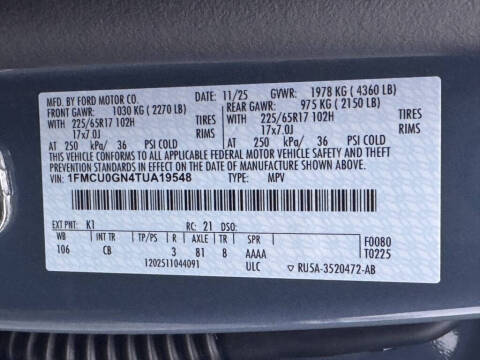 MFD. BY FORD MOTOR CO. 11/25 GVWR: 1978 KG ( 4360 LB)
FRONT GAWR: 1030 KG ( 2270 LB) REAR GAWR: 975 KG ( 2150 LB)
WITH 225/65R17 102H TIRES WITH 225/65R17 102H TIRES
17x7.0J RIMS 17x7.0J RIMS
AT 250 kPa/ 36 PSI COLD AT 250 kPa/ 36 PSI COLD
THIS VEHICLE CONFORMS TO ALL APPLICABLE FEDERAL MOTOR VEHICLE SAFETY AND THEFT
PREVENTION STANDARDS IN EFFECT ON THE DATE OF MANUFACTURE SHOWN ABOVE.
VIN: 1FMCU0GN4TUA19548 TYPE: MPV
EXT PNT: K1 RC: 21 DSO:
WB INT TR TP/PS R AXLE TR SPR F0080
106 CB 3 B1 8 AAAA T0225
1202511044091 ULC RU5A-3520472-AB